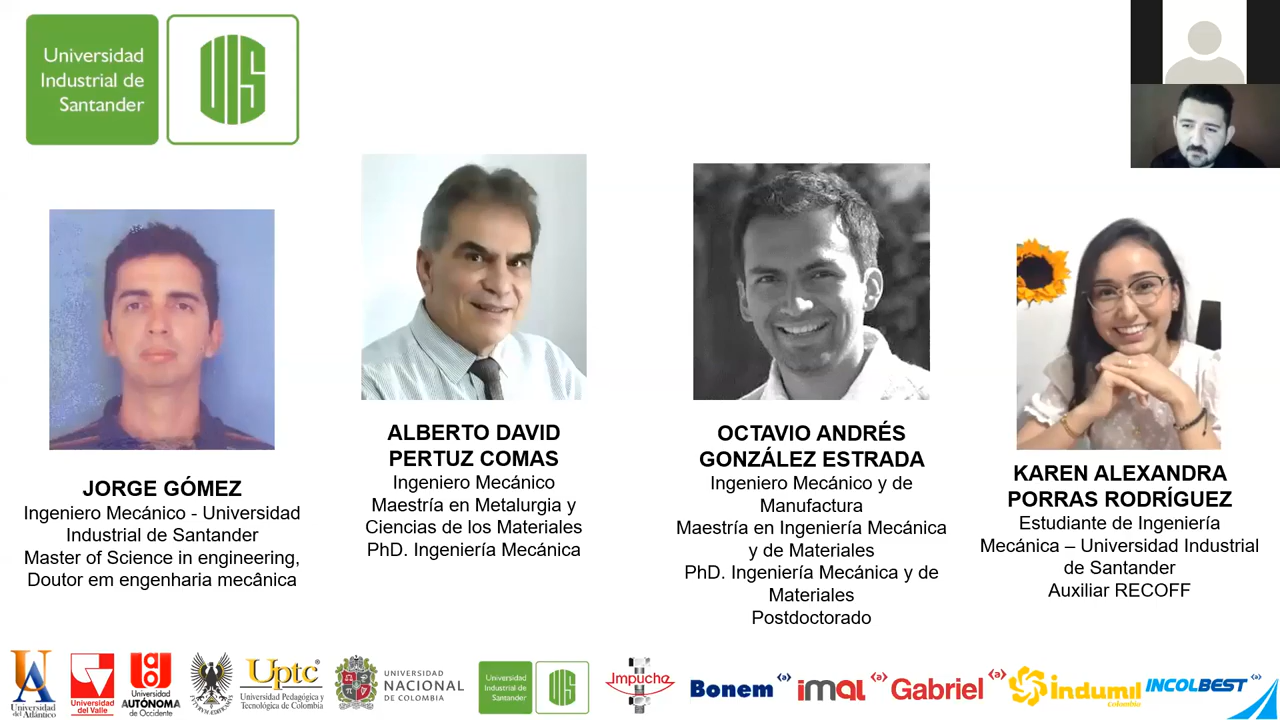 Universidad
Industrial de
Santander
UIS
JORGE GÓMEZ
Ingeniero Mecánico - Universidad
Industrial de Santander
Master of Science in engineering,
Doutor em engenharia mecânica
ALBERTO DAVID
PERTUZ COMAS
Ingeniero Mecánico
Maestría en Metalurgia y
Ciencias de los Materiales
PhD. Ingeniería Mecánica
OCTAVIO ANDRÉS
GONZÁLEZ ESTRADA
Ingeniero Mecánico y de
Manufactura
Maestría en Ingeniería Mecánica
y de Materiales
PhD. Ingeniería Mecánica y de
Materiales
Postdoctorado
KAREN ALEXANDRA
PORRAS RODRÍGUEZ
Estudiante de Ingeniería
Mecánica – Universidad Industrial
de Santander
Auxiliar RECOFF
UA
Universidad
del Atlántico
Universidad
del Valle
Universidad
AUTÓNOMA
de Occidente
Uptc
Universidad Pedagógica y
Tecnológica de Colombia
UNIVERSIDAD
NACIONAL
DE COLOMBIA
Universidad
Industrial de
Santander
UIS
Impucha
Bonem
imal
Gabriel
indumil
Colombia
INCOLBEST